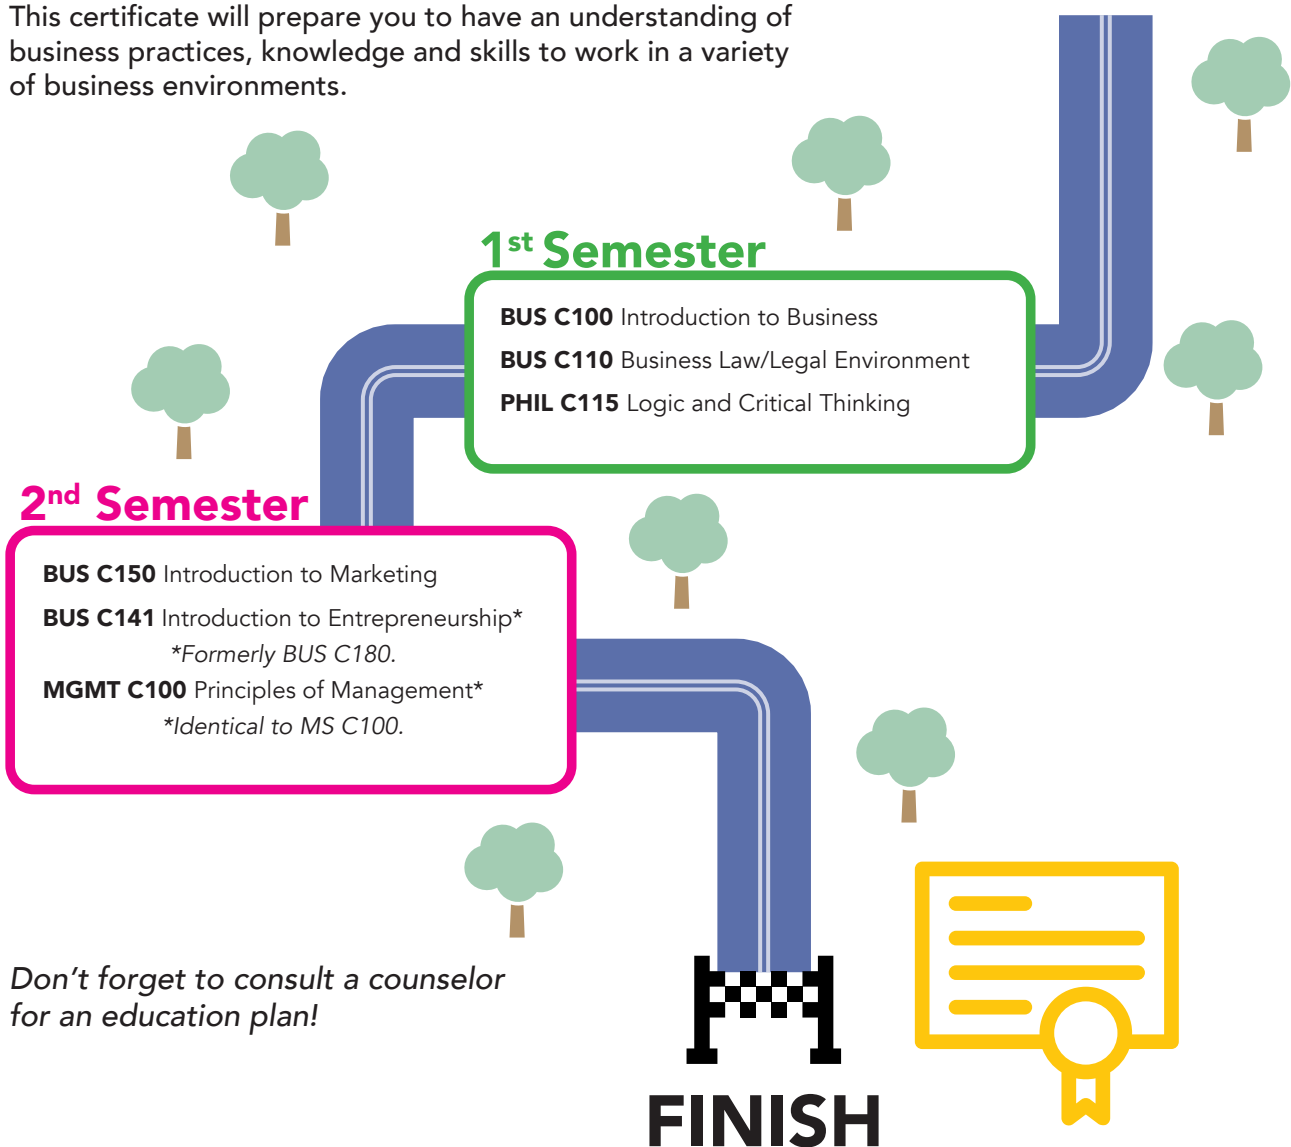 This certificate will prepare you to have an understanding of
business practices, knowledge and skills to work in a variety
of business environments.
1st Semester
BUS C100 Introduction to Business
BUS C110 Business Law/Legal Environment
PHIL C115 Logic and Critical Thinking
2nd Semester
BUS C150 Introduction to Marketing
BUS C141 Introduction to Entrepreneurship*
*Formerly BUS C180.
MGMT C100 Principles of Management*
*Identical to MS C100.
Don't forget to consult a counselor
for an education plan!
FINISH